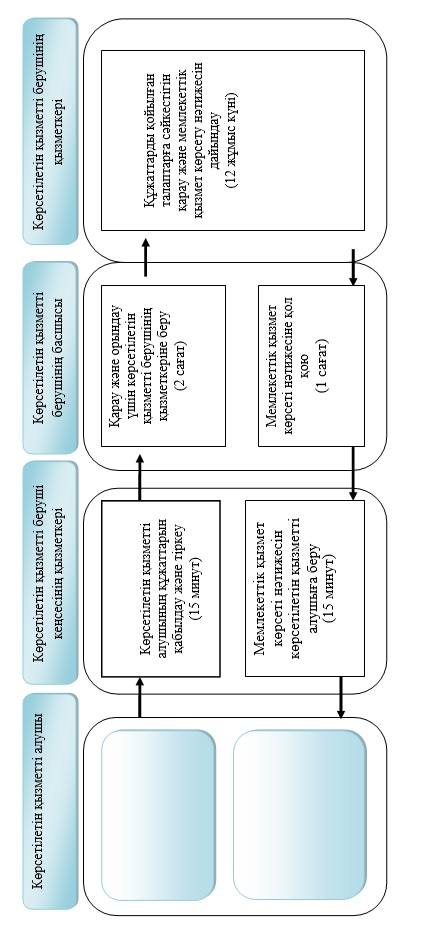 Көрсетілетін қызметті алушы
Көрсетілетін қызметті беруші
кеңсесінің қызметкері
Көрсетілетін қызметті
берушінің басшысы
Көрсетілетін қызметті берушінің
қызметкері
Көрсетілетін қызметті
алушының құжаттарын
қабылдау және тіркеу
(15 минут)
Қарау және орындау
үшін көрсетілетін
қызметті берушінің
қызметкеріне беру
(2 сағат)
Құжаттарды қойылған
талаптарға сәйкестігін
қарау және мемлекеттік
қызмет көрсету нәтижесін
дайындау
(12 жұмыс күні)
Мемлекеттік қызмет
көрсеті нәтижесіне қол
қою
(1 сағат)
Мемлекеттік қызмет
көрсеті нәтижесін
көрсетілетін қызметті
алушыға беру
(15 минут)